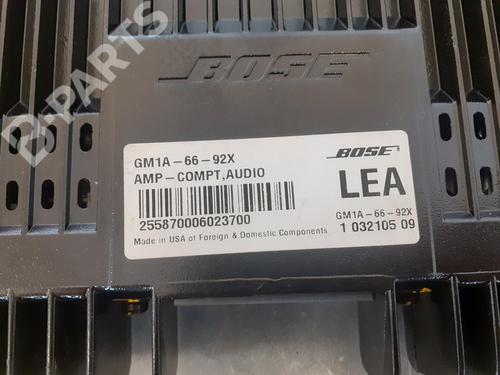 B-PARTS
BOSE
GM1A-66-92X
AMP-COMPT,AUDIO
255870006023700
Made in USA of Foreign & Domestic Components
BOSE
LEA
GM1A-66-92X
1 032105 09